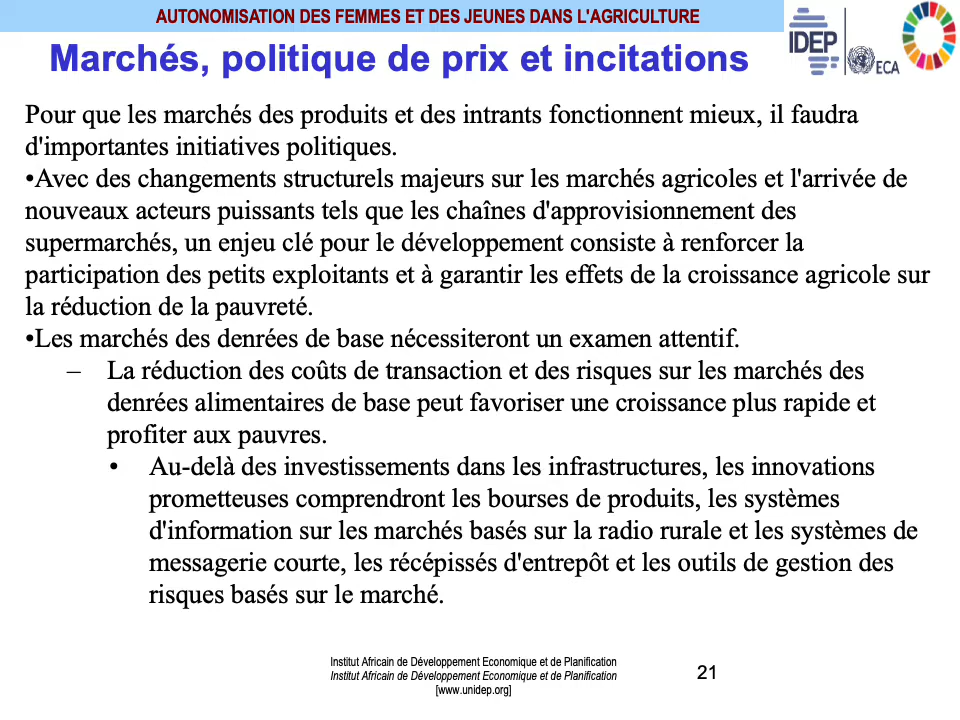 AUTONOMISATION DES FEMMES ET DES JEUNES DANS L'AGRICULTURE
Marchés, politique de prix et incitations
IDEP
ECA
Pour que les marchés des produits et des intrants fonctionnent mieux, il faudra
d'importantes initiatives politiques.
•Avec des changements structurels majeurs sur les marchés agricoles et l'arrivée de
nouveaux acteurs puissants tels que les chaînes d'approvisionnement des
supermarchés, un enjeu clé pour le développement consiste à renforcer la
participation des petits exploitants et à garantir les effets de la croissance agricole sur
la réduction de la pauvreté.
•Les marchés des denrées de base nécessiteront un examen attentif.
– La réduction des coûts de transaction et des risques sur les marchés des
denrées alimentaires de base peut favoriser une croissance plus rapide et
profiter aux pauvres.
• Au-delà des investissements dans les infrastructures, les innovations
prometteuses comprendront les bourses de produits, les systèmes
d'information sur les marchés basés sur la radio rurale et les systèmes de
messagerie courte, les récépissés d'entrepôt et les outils de gestion des
risques basés sur le marché.
Institut Africain de Développement Economique et de Planification
Institut Africain de Développement Economique et de Planification
[www.unidep.org]
21